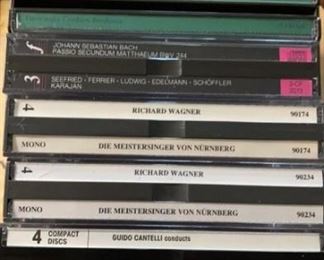 f JOHANN SEBASTIAN BACH
PASSIO SECUNDUM MATTHAEUM BWV 244
3 SEEFRIED - FERRIER - LUDWIG - EDELMANN - SCHÖFFLER
KARAJAN
4 RICHARD WAGNER 90174
MONO DIE MEISTERSINGER VON NÜRNBERG 90174
4 RICHARD WAGNER 90234
MONO DIE MEISTERSINGER VON NÜRNBERG 90234
4 COMPACT DISCS GUIDO CANTELLI conducts